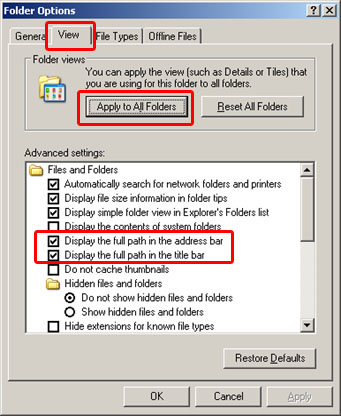 Folder Options
General View File Types Offline Files
Folder views
You can apply the view (such as Details or Tiles) that
you are using for this folder to all folders.
Apply to All Folders Reset All Folders
Advanced settings:
Files and Folders
Automatically search for network folders and printers
Display file size information in folder tips
Display simple folder view in Explorer's Folders list
Display the contents of system folders
Display the full path in the address bar
Display the full path in the title bar
Do not cache thumbnails
Hidden files and folders
Do not show hidden files and folders
Show hidden files and folders
Hide extensions for known file types
Restore Defaults
OK Cancel Apply